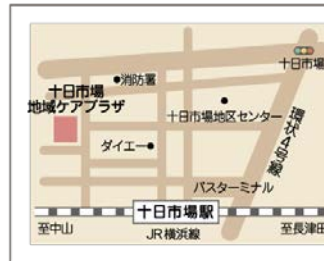 十日市場
消防署
十日市場
地域ケアプラザ
十日市場地区センター
ダイエー
環状4号線
バスターミナル
十日市場駅
至中山
JR横浜線
至長津田